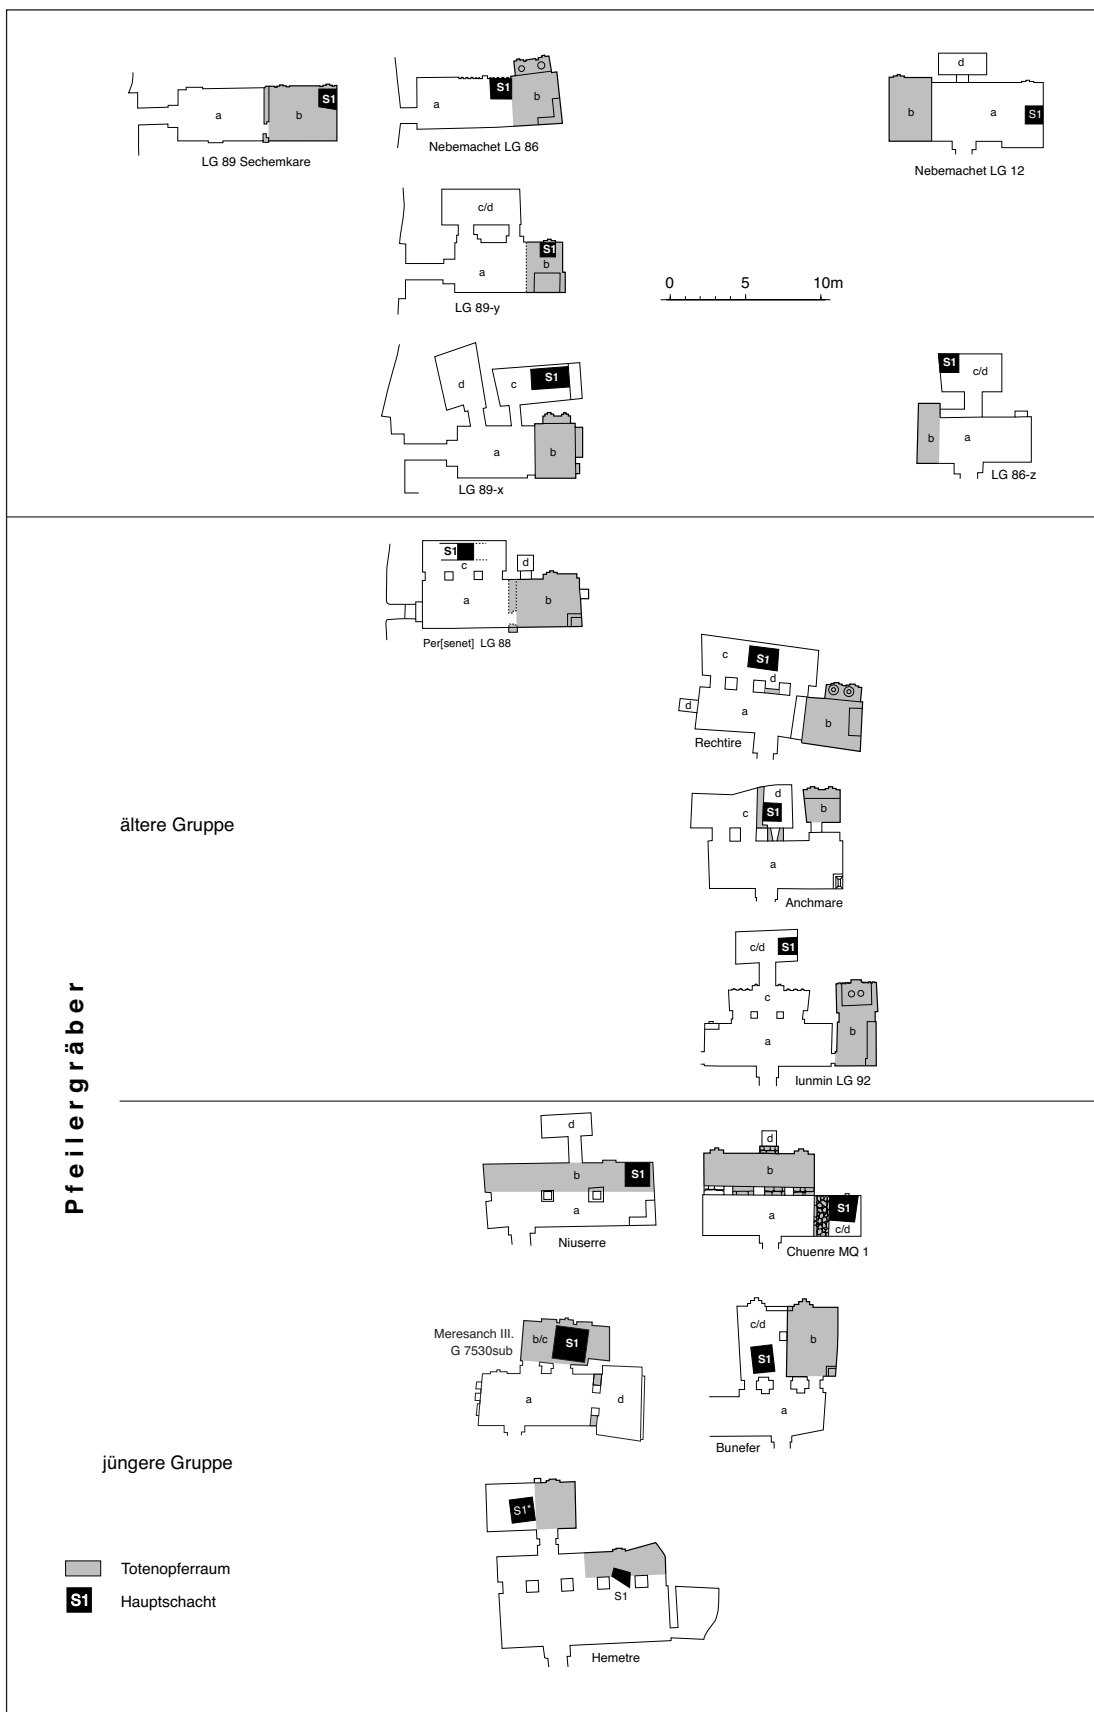 a
b
S1
LG 89 Sechemkare
a
S1
b
Nebemachet LG 86
d
b
a
S1
Nebemachet LG 12
c/d
a
S1
b
LG 89-y
0 5 10m
d
c
S1
a
b
LG 89-x
S1
c/d
b
a
LG 86-z
S1
c
d
a
b
Per[senet] LG 88
c
S1
d
d
a
b
Rechtire
ältere Gruppe
d
c
S1
b
a
Anchmare
c/d
S1
c
a
b
Iunmin LG 92
Pfeilergräber
d
b
S1
a
Niuserre
d
b
a
S1
c/d
Chuenre MQ 1
Meresanch III.
G 7530sub
b/c
S1
a
d
c/d
b
S1
a
Bunefer
jüngere Gruppe
S1*
S1
Hemetre
Totenopferraum
S1 Hauptschacht